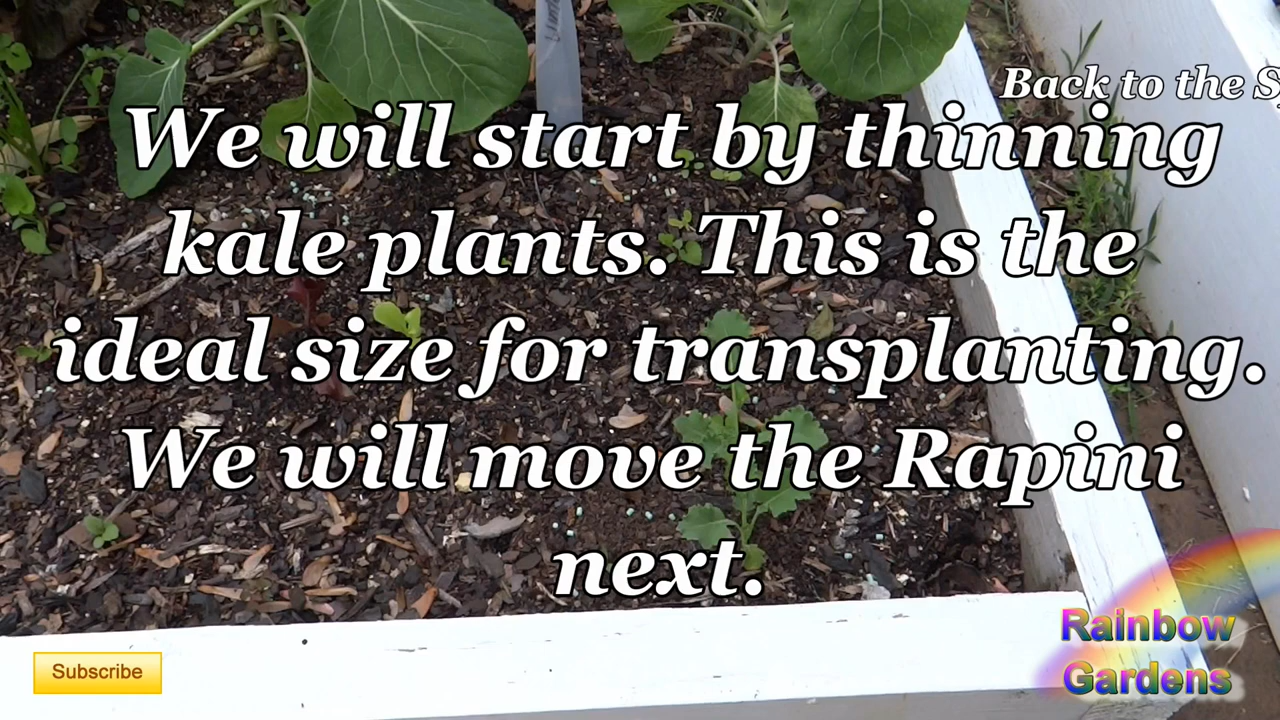 Back to the S
We will start by thinning
kale plants. This is the
ideal size for transplanting.
We will move the Rapini
next.
Rainbow
Gardens
Subscribe